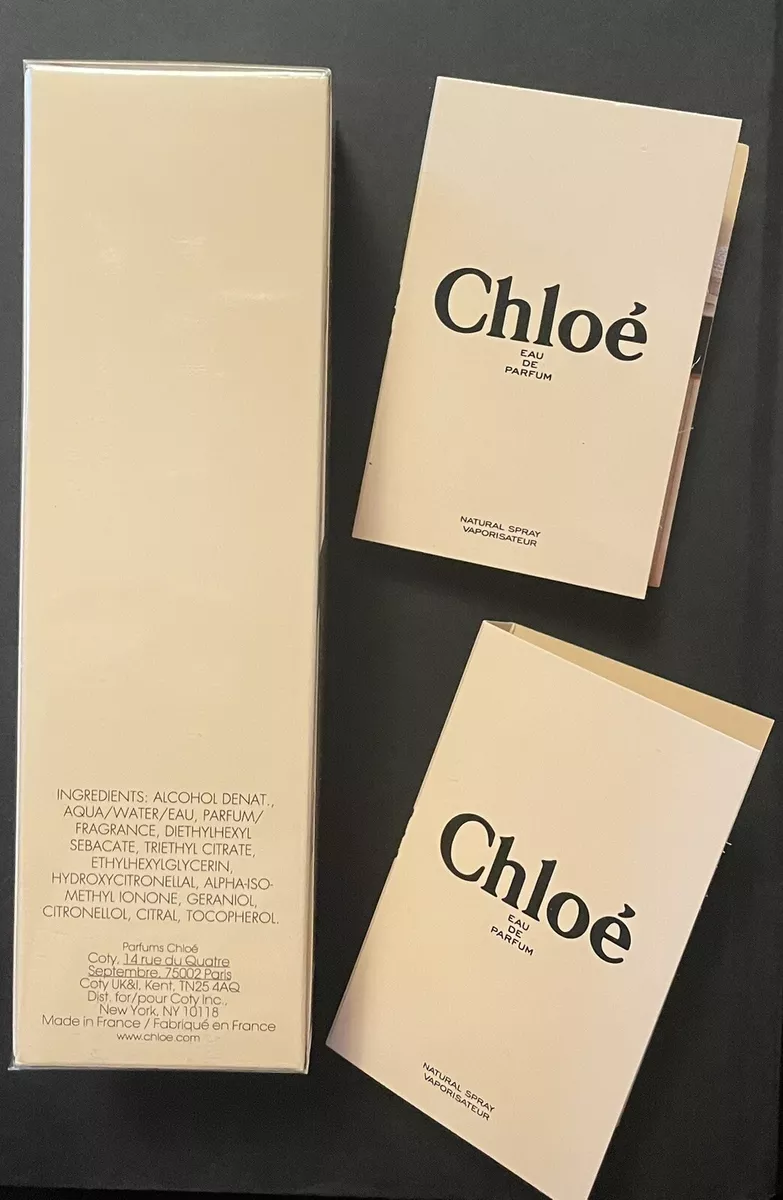 INGREDIENTS: ALCOHOL DENAT.,
AQUA/WATER/EAU, PARFUM/
FRAGRANCE, DIETHYLHEXYL
SEBACATE, TRIETHYL CITRATE,
ETHYLHEXYLGLYCERIN,
HYDROXYCITRONELLAL, ALPHA-ISO-
METHYL IONONE, GERANIOL,
CITRONELLOL, CITRAL, TOCOPHEROL.
Parfums Chloé
Coty, 14 rue du Quatre
Septembre, 75002 Paris
Coty UK&I, Kent, TN25 4AQ
Dist. for/pour Coty Inc.,
New York, NY 10118
Made in France / Fabriqué en France
www.chloe.com
Chloé
EAU
DE
PARFUM
NATURAL SPRAY
VAPORISATEUR
Chloé
EAU
DE
PARFUM
NATURAL SPRAY
VAPORISATEUR